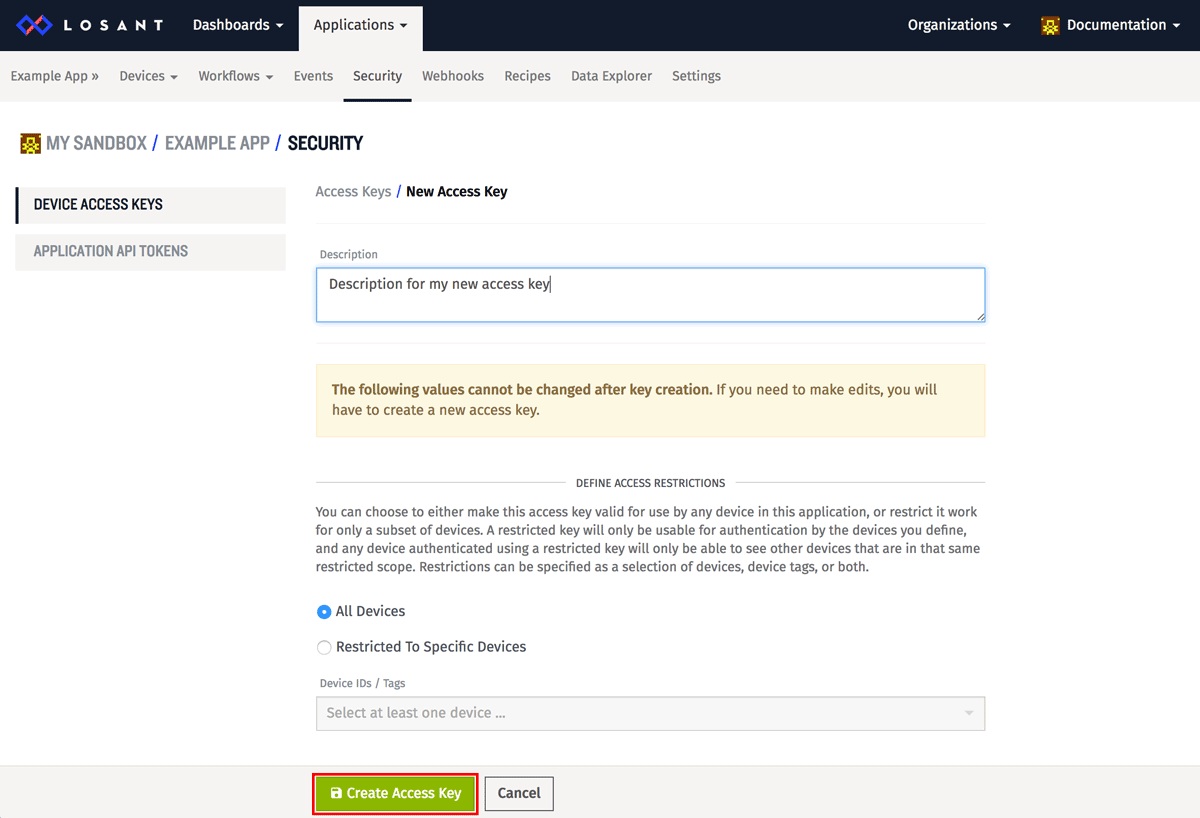 LOSANT Dashboards Applications Organizations Documentation
Example App » Devices Workflows Events Security Webhooks Recipes Data Explorer Settings
MY SANDBOX / EXAMPLE APP / SECURITY
DEVICE ACCESS KEYS
APPLICATION API TOKENS
Access Keys / New Access Key
Description
Description for my new access key
The following values cannot be changed after key creation. If you need to make edits, you will
have to create a new access key.
DEFINE ACCESS RESTRICTIONS
You can choose to either make this access key valid for use by any device in this application, or restrict it work
for only a subset of devices. A restricted key will only be usable for authentication by the devices you define,
and any device authenticated using a restricted key will only be able to see other devices that are in that same
restricted scope. Restrictions can be specified as a selection of devices, device tags, or both.
All Devices
Restricted To Specific Devices
Device IDs / Tags
Select at least one device ...
Create Access Key Cancel